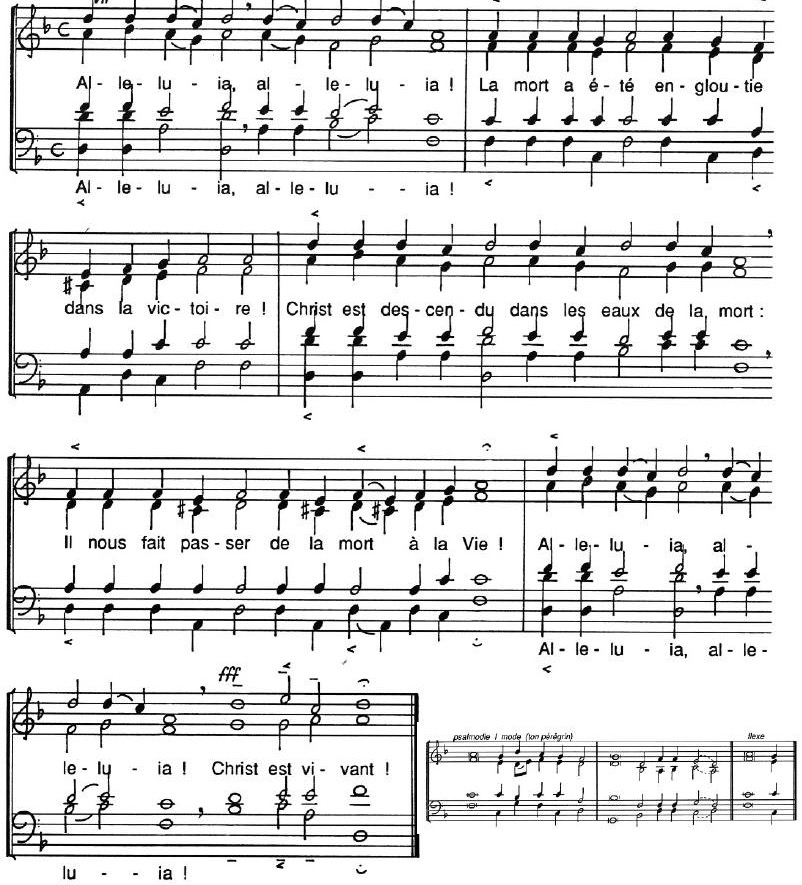 Al - le - lu - ia, al - le - lu - ia ! La mort a é - té en - glou - tie
Al - le - lu - ia, al - le - lu - - ia !
dans la vic - toi - re ! Christ est des - cen - du dans les eaux de la mort :
Il nous fait pas - ser de la mort à la Vie ! Al - le - lu - ia, al -
Al - le - lu - ia, al - le -
fff
le - lu - ia ! Christ est vi - vant !
lu - - ia !
psalmodie I mode (ton pérégrin)
flexe